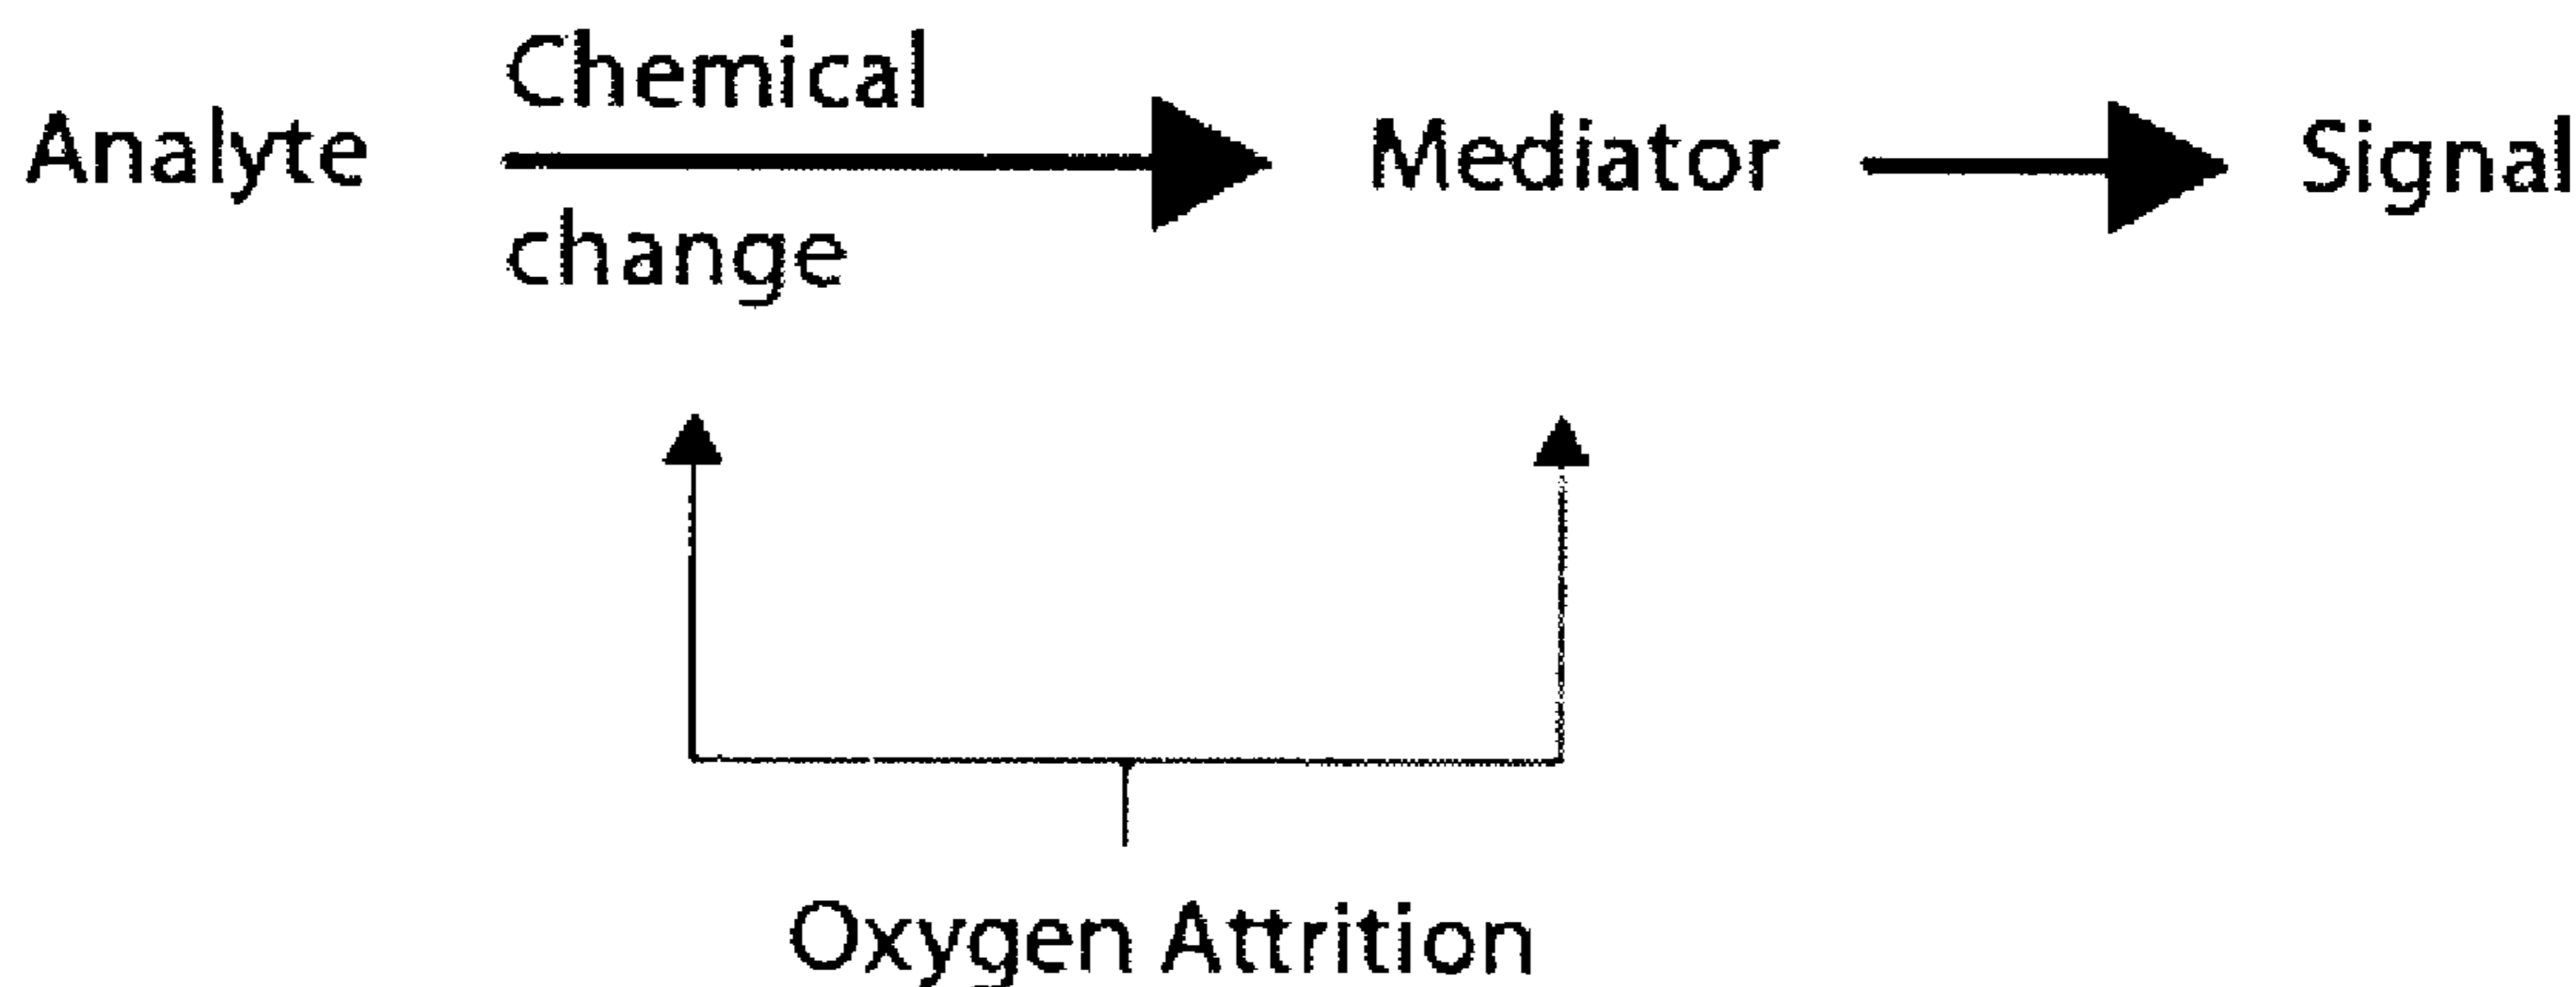 Chemical
Analyte
Mediator
Signal
change
Oxygen Attrition